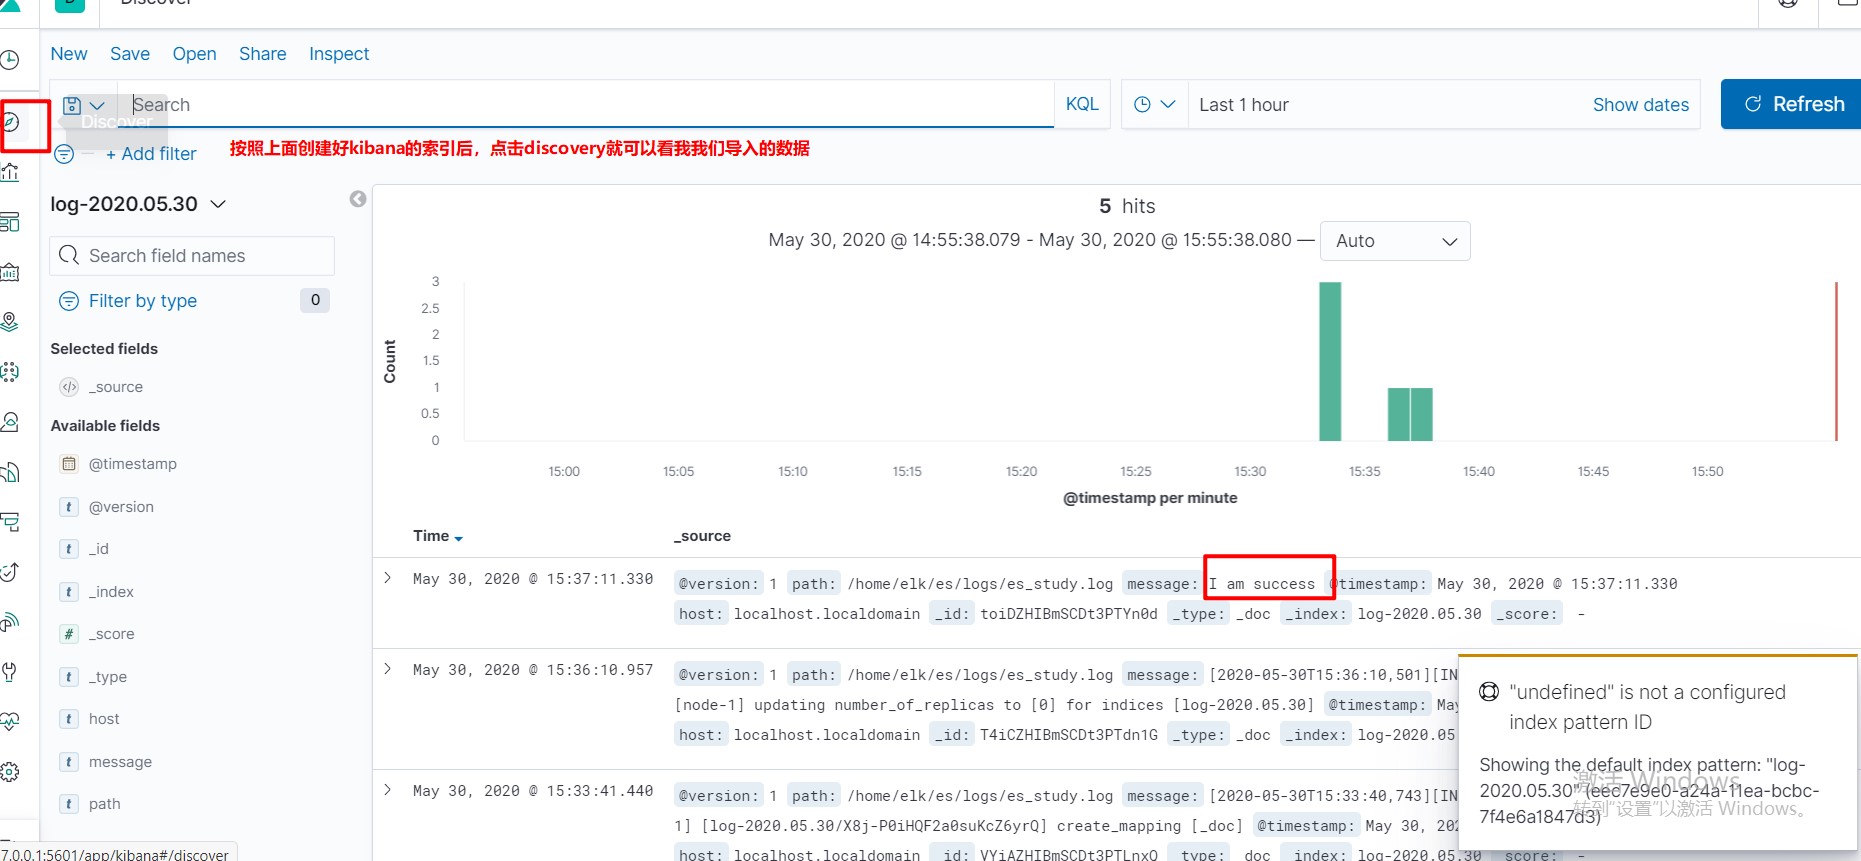 Discover
New Save Open Share Inspect
Search KQL Last 1 hour Show dates Refresh
Discover
+ Add filter 按照上面创建好kibana的索引后，点击discovery就可以看我我们导入的数据
log-2020.05.30
5 hits
May 30, 2020 @ 14:55:38.079 - May 30, 2020 @ 15:55:38.080 — Auto
Search field names
Filter by type 0
Selected fields
_source
Available fields
@timestamp
@version
_id
_index
_score
_type
host
message
path
Count
3
2.5
2
1.5
1
0.5
0
15:00 15:05 15:10 15:15 15:20 15:25 15:30 15:35 15:40 15:45 15:50
@timestamp per minute
Time _source
May 30, 2020 @ 15:37:11.330 @version: 1 path: /home/elk/es/logs/es_study.log message: I am success @timestamp: May 30, 2020 @ 15:37:11.330
host: localhost.localdomain _id: toiDZHIBmSCDt3PTYn0d _type: _doc _index: log-2020.05.30 _score: -
May 30, 2020 @ 15:36:10.957 @version: 1 path: /home/elk/es/logs/es_study.log message: [2020-05-30T15:36:10,501][IN
[node-1] updating number_of_replicas to [0] for indices [log-2020.05.30] @timestamp: May
host: localhost.localdomain _id: T4iCZHIBmSCDt3PTdn1G _type: _doc _index: log-2020.05
May 30, 2020 @ 15:33:41.440 @version: 1 path: /home/elk/es/logs/es_study.log message: [2020-05-30T15:33:40,743][IN
1] [log-2020.05.30/X8j-P0iHQF2a0suKcZ6yrQ] create_mapping [_doc] @timestamp: May 30, 202
host: localhost.localdomain _id: VYiAZHIBmSCDt3PTLnxO _type: _doc _index: log-2020.05.30 _score: -
"undefined" is not a configured
index pattern ID
Showing the default index pattern: "log-
2020.05.30" (eec7e9e0-a24a-11ea-bcbc-
7f4e6a1847d3)
激活 Windows
转到"设置"以激活 Windows。
7.0.0.1:5601/app/kibana#/discover